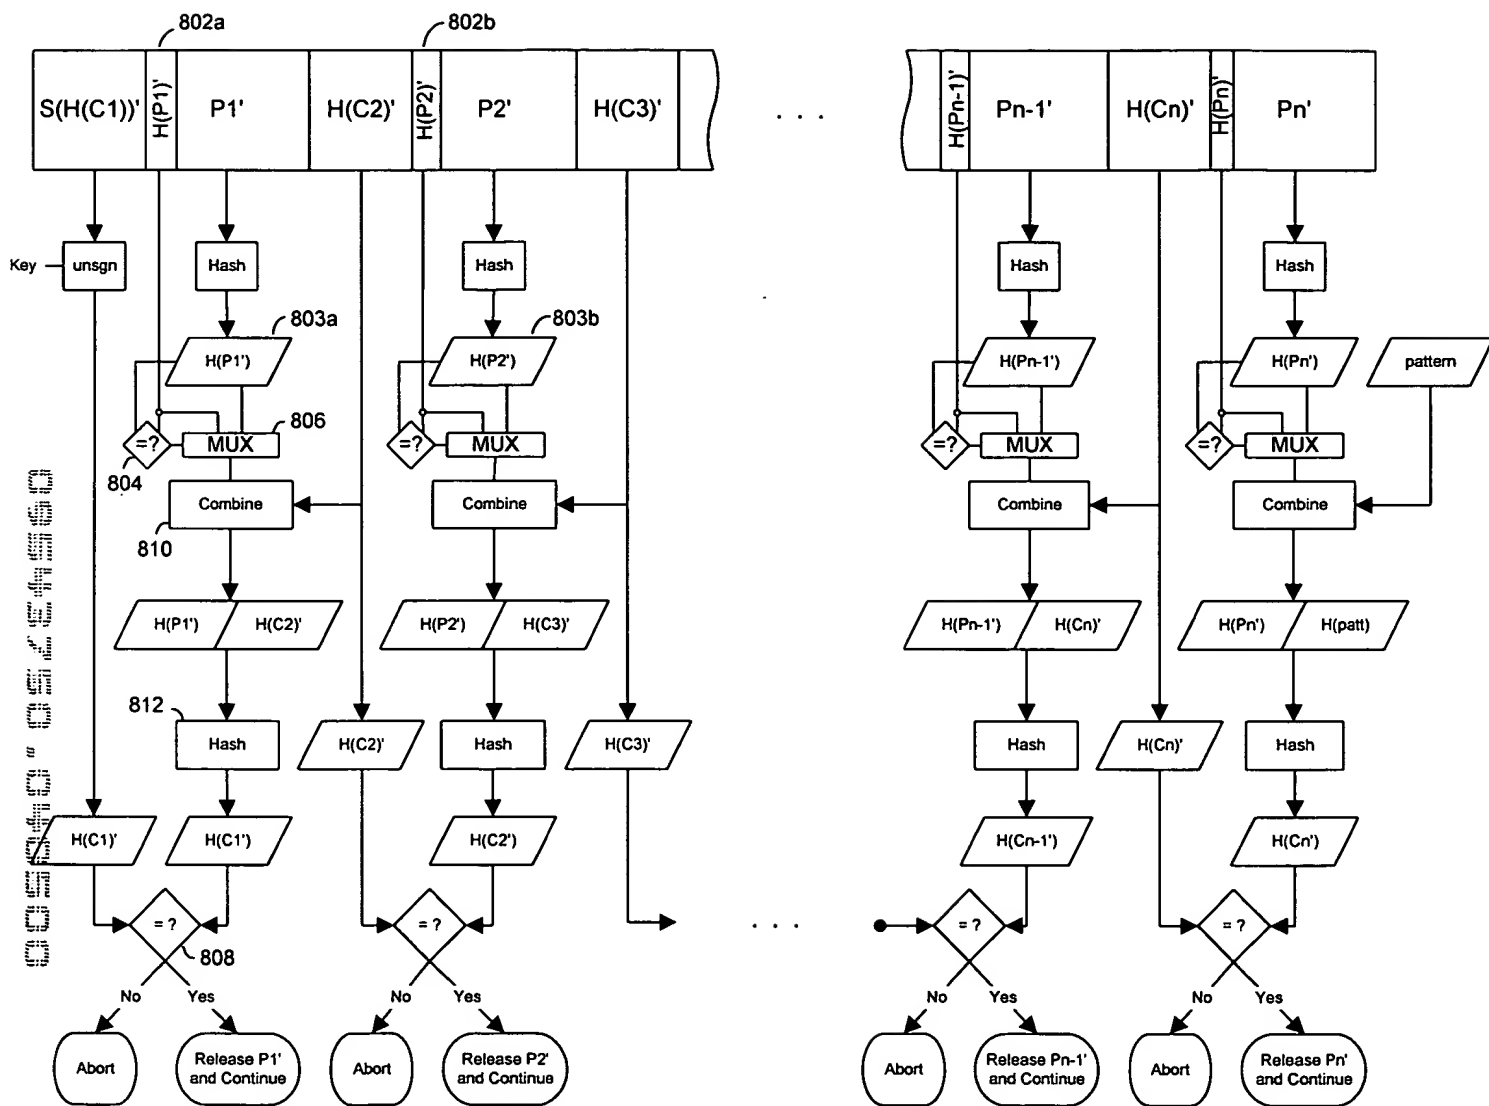 802a
802b
S(H(C1))'
H(P1)'
P1'
H(C2)'
H(P2)'
P2'
H(C3)'
. . .
H(Pn-1)'
Pn-1'
H(Cn)'
H(Pn)'
Pn'
Key
unsgn
Hash
Hash
Hash
Hash
803a
803b
H(P1')
H(P2')
H(Pn-1')
H(Pn')
pattern
=?
MUX
806
=?
MUX
=?
MUX
=?
MUX
804
Combine
Combine
Combine
Combine
810
H(P1')
H(C2)'
H(P2')
H(C3)'
H(Pn-1')
H(Cn)'
H(Pn')
H(patt)
812
Hash
H(C2)'
Hash
H(C3)'
Hash
H(Cn)'
Hash
H(C1)'
H(C1')
H(C2')
H(Cn-1')
H(Cn')
= ?
= ?
. . .
= ?
= ?
808
No
Yes
No
Yes
No
Yes
No
Yes
Abort
Release P1'
and Continue
Abort
Release P2'
and Continue
Abort
Release Pn-1'
and Continue
Abort
Release Pn'
and Continue